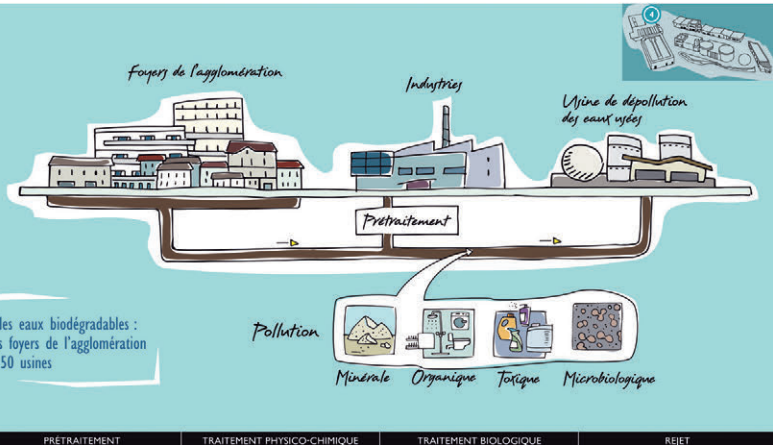 4
Foyers de l'agglomération
Industries
Usine de dépollution
des eaux usées
Prétraitement
des eaux biodégradables :
foyers de l'agglomération
50 usines
Pollution
Minérale
Organique
Toxique
Microbiologique
PRÉTRAITEMENT
TRAITEMENT PHYSICO-CHIMIQUE
TRAITEMENT BIOLOGIQUE
REJET